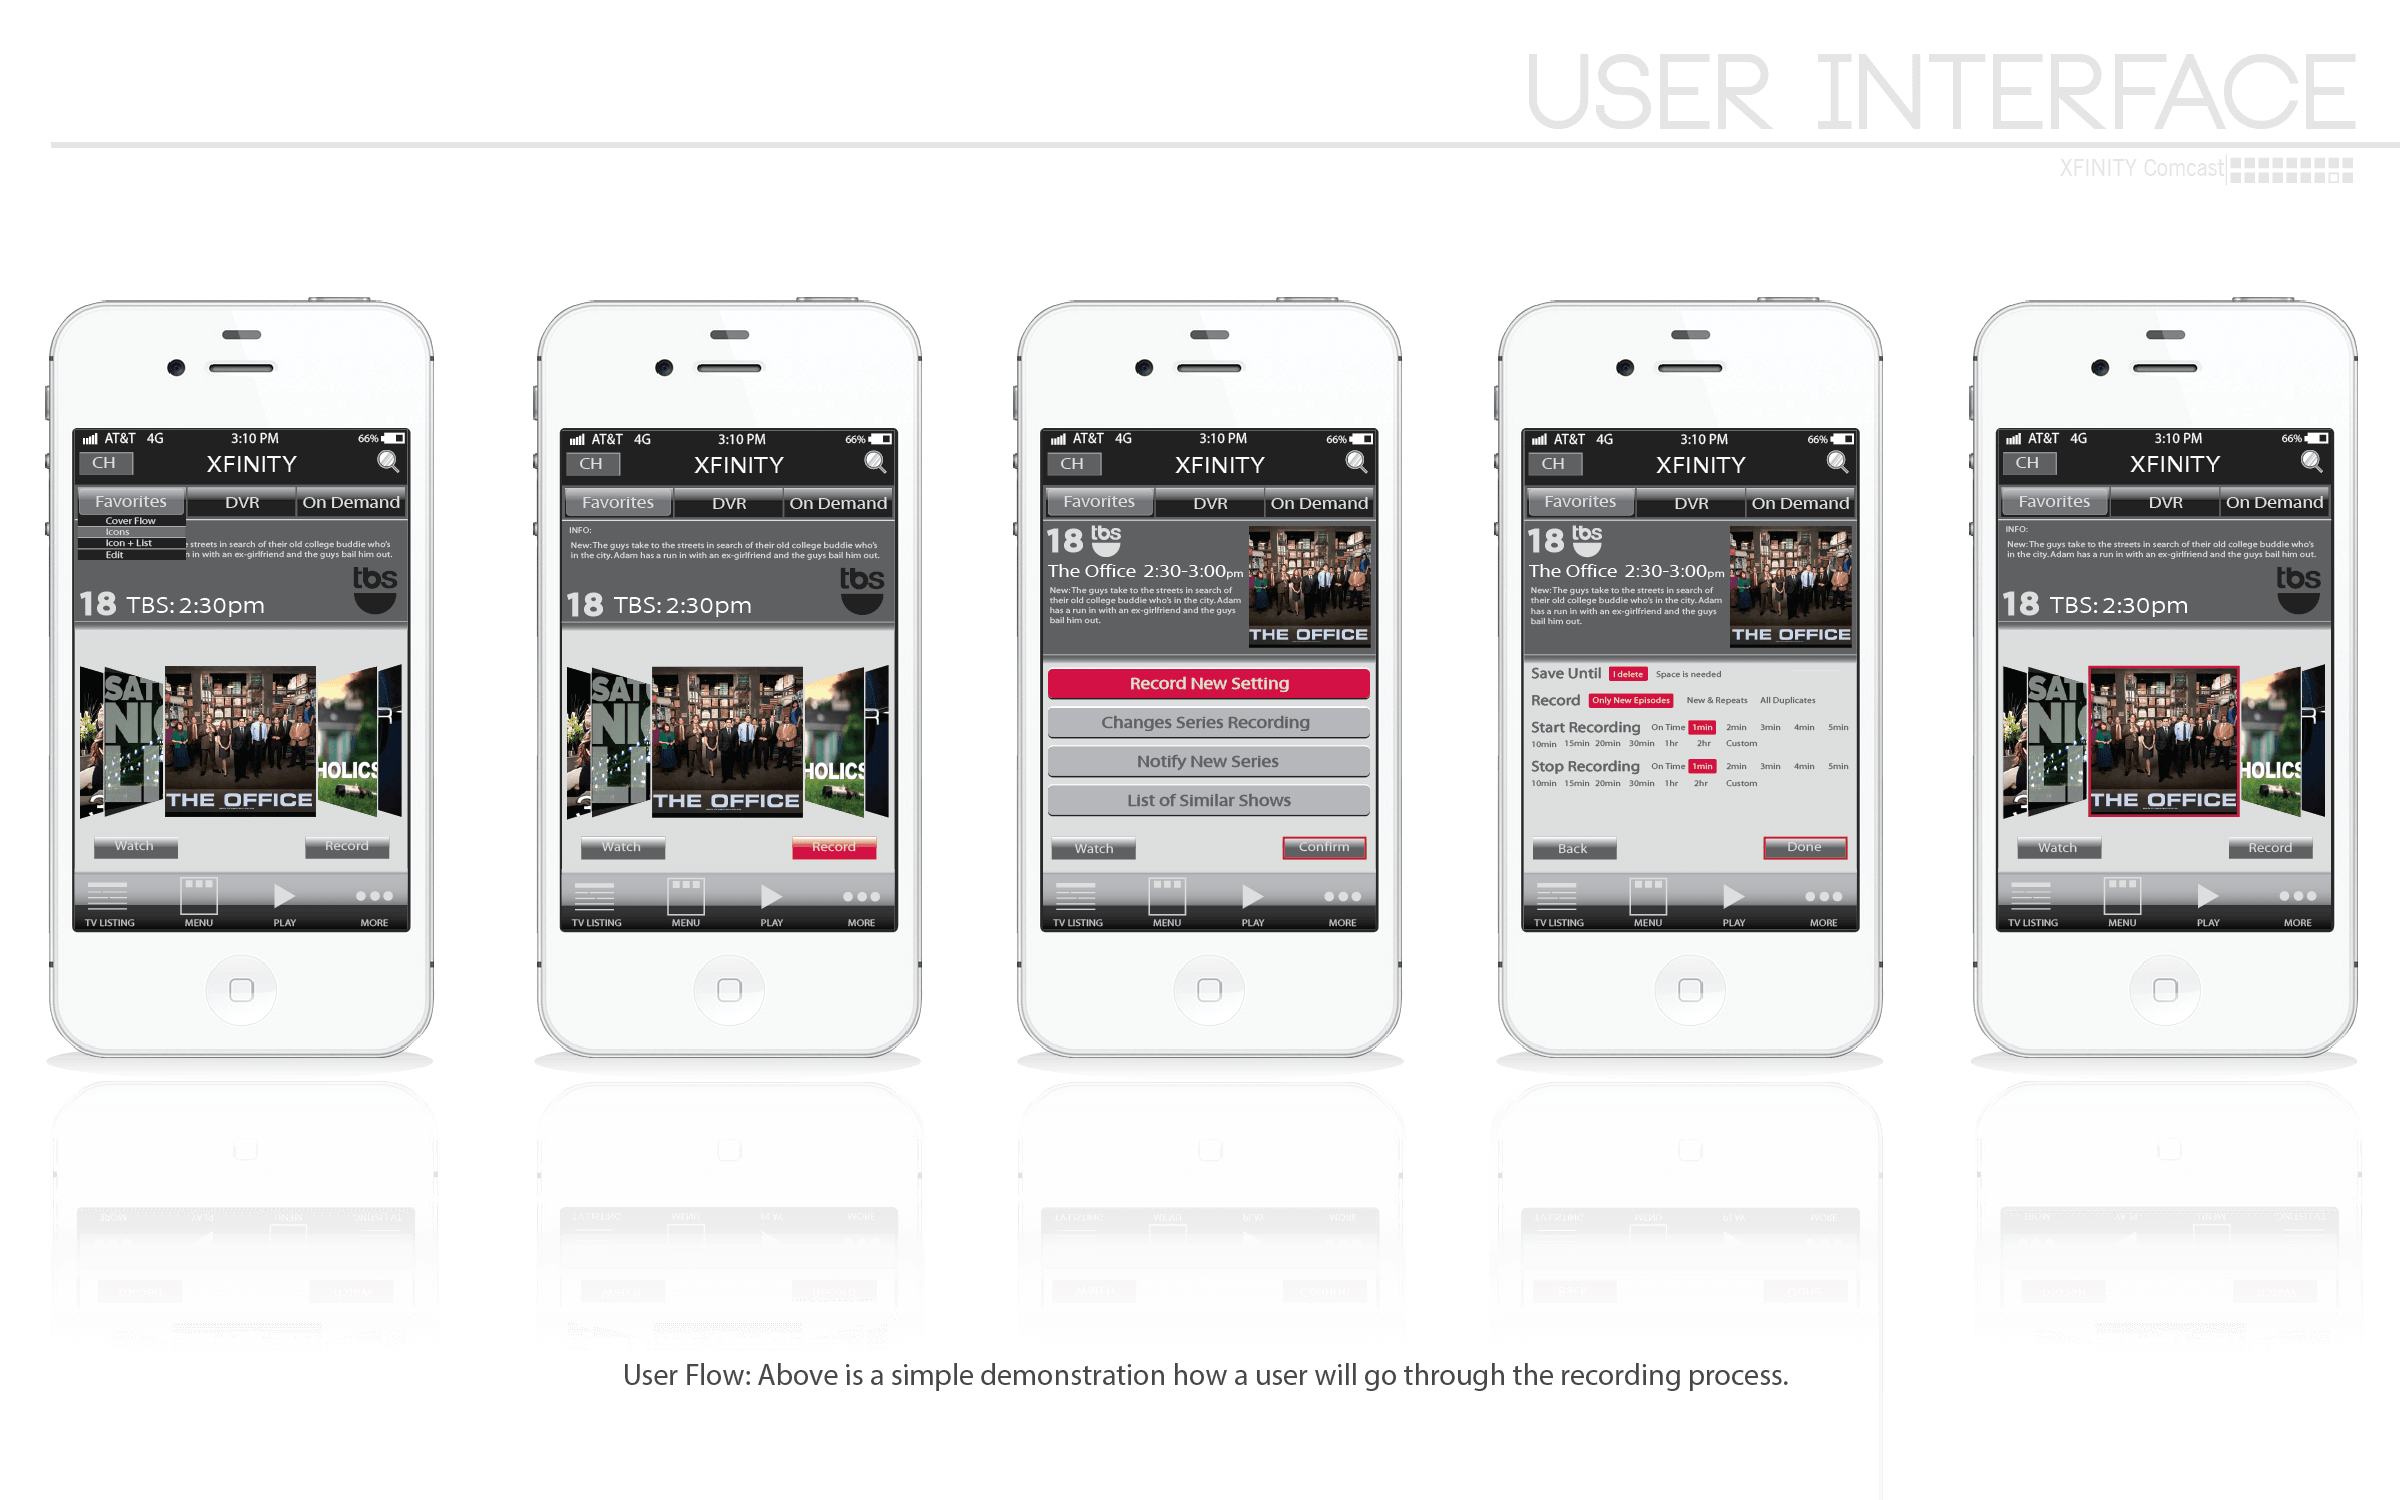 USER INTERFACE
XFINITY Comcast
AT&T 4G 3:10 PM 66%
CH XFINITY
Favorites DVR On Demand
Cover Flow
Icons
Icon + List
Edit
streets in search of their old college buddie who's
in with an ex-girlfriend and the guys bail him out.
tbs
18 TBS: 2:30pm
SAT
NI
LI
THE OFFICE
HOLICS
R
Watch Record
TV LISTING MENU PLAY MORE
AT&T 4G 3:10 PM 66%
CH XFINITY
Favorites DVR On Demand
INFO:
New: The guys take to the streets in search of their old college buddie who's
in the city. Adam has a run in with an ex-girlfriend and the guys bail him out.
tbs
18 TBS: 2:30pm
SAT
NI
LI
THE OFFICE
HOLICS
R
Watch Record
TV LISTING MENU PLAY MORE
AT&T 4G 3:10 PM 66%
CH XFINITY
Favorites DVR On Demand
18 tbs
The Office 2:30-3:00pm
New: The guys take to the streets in search of
their old college buddie who's in the city. Adam
has a run in with an ex-girlfriend and the guys
bail him out.
THE OFFICE
Record New Setting
Changes Series Recording
Notify New Series
List of Similar Shows
Watch Confirm
TV LISTING MENU PLAY MORE
AT&T 4G 3:10 PM 66%
CH XFINITY
Favorites DVR On Demand
18 tbs
The Office 2:30-3:00pm
New: The guys take to the streets in search of
their old college buddie who's in the city. Adam
has a run in with an ex-girlfriend and the guys
bail him out.
THE OFFICE
Save Until I delete Space is needed
Record Only New Episodes New & Repeats All Duplicates
Start Recording On Time 1min 2min 3min 4min 5min
10min 15min 20min 30min 1hr 2hr Custom
Stop Recording On Time 1min 2min 3min 4min 5min
10min 15min 20min 30min 1hr 2hr Custom
Back Done
TV LISTING MENU PLAY MORE
AT&T 4G 3:10 PM 66%
CH XFINITY
Favorites DVR On Demand
INFO:
New: The guys take to the streets in search of their old college buddie who's
in the city. Adam has a run in with an ex-girlfriend and the guys bail him out.
tbs
18 TBS: 2:30pm
SAT
NI
LI
THE OFFICE
HOLICS
R
Watch Record
TV LISTING MENU PLAY MORE
User Flow: Above is a simple demonstration how a user will go through the recording process.